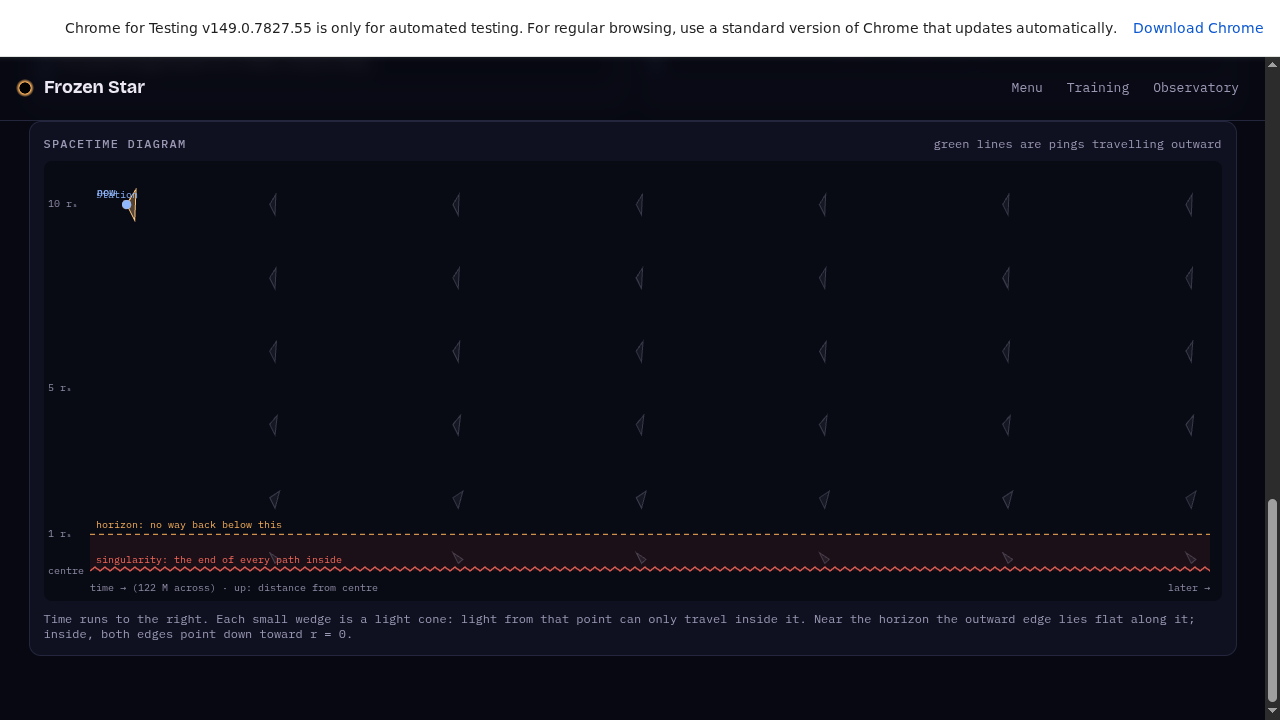 Chrome for Testing v149.0.7827.55 is only for automated testing. For regular browsing, use a standard version of Chrome that updates automatically. Download Chrome
Frozen Star
Menu Training Observatory
SPACETIME DIAGRAM
green lines are pings travelling outward
now
station
10 rₛ
5 rₛ
horizon: no way back below this
1 rₛ
singularity: the end of every path inside
centre
time → (122 M across) · up: distance from centre
later →
Time runs to the right. Each small wedge is a light cone: light from that point can only travel inside it. Near the horizon the outward edge lies flat along it;
inside, both edges point down toward r = 0.